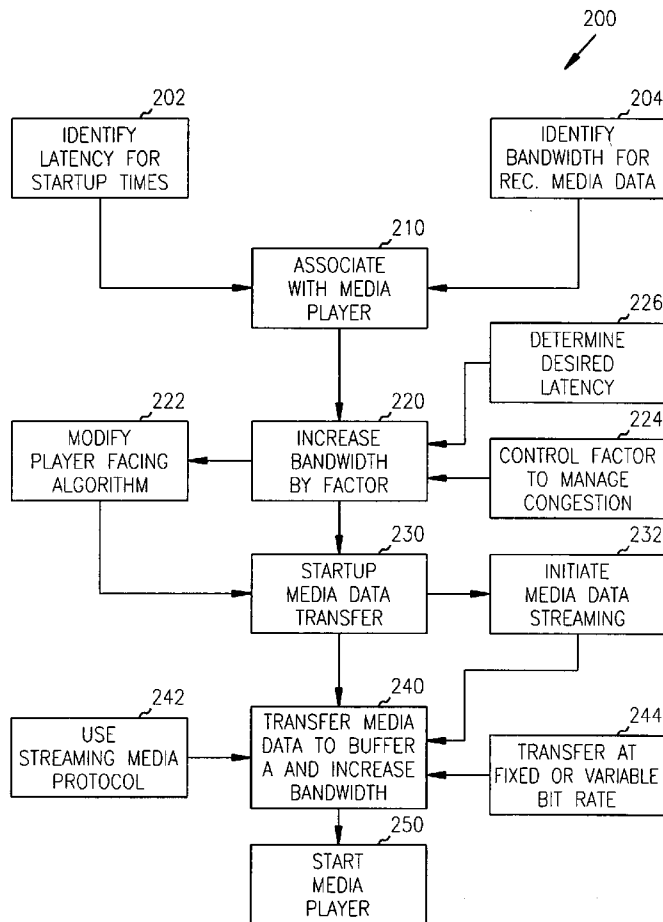 200
202
IDENTIFY
LATENCY FOR
STARTUP TIMES
204
IDENTIFY
BANDWIDTH FOR
REC. MEDIA DATA
210
ASSOCIATE
WITH MEDIA
PLAYER
226
DETERMINE
DESIRED
LATENCY
222
MODIFY
PLAYER FACING
ALGORITHM
220
INCREASE
BANDWIDTH
BY FACTOR
224
CONTROL FACTOR
TO MANAGE
CONGESTION
230
STARTUP
MEDIA DATA
TRANSFER
232
INITIATE
MEDIA DATA
STREAMING
242
USE
STREAMING MEDIA
PROTOCOL
240
TRANSFER MEDIA
DATA TO BUFFER
A AND INCREASE
BANDWIDTH
244
TRANSFER AT
FIXED OR VARIABLE
BIT RATE
250
START
MEDIA
PLAYER